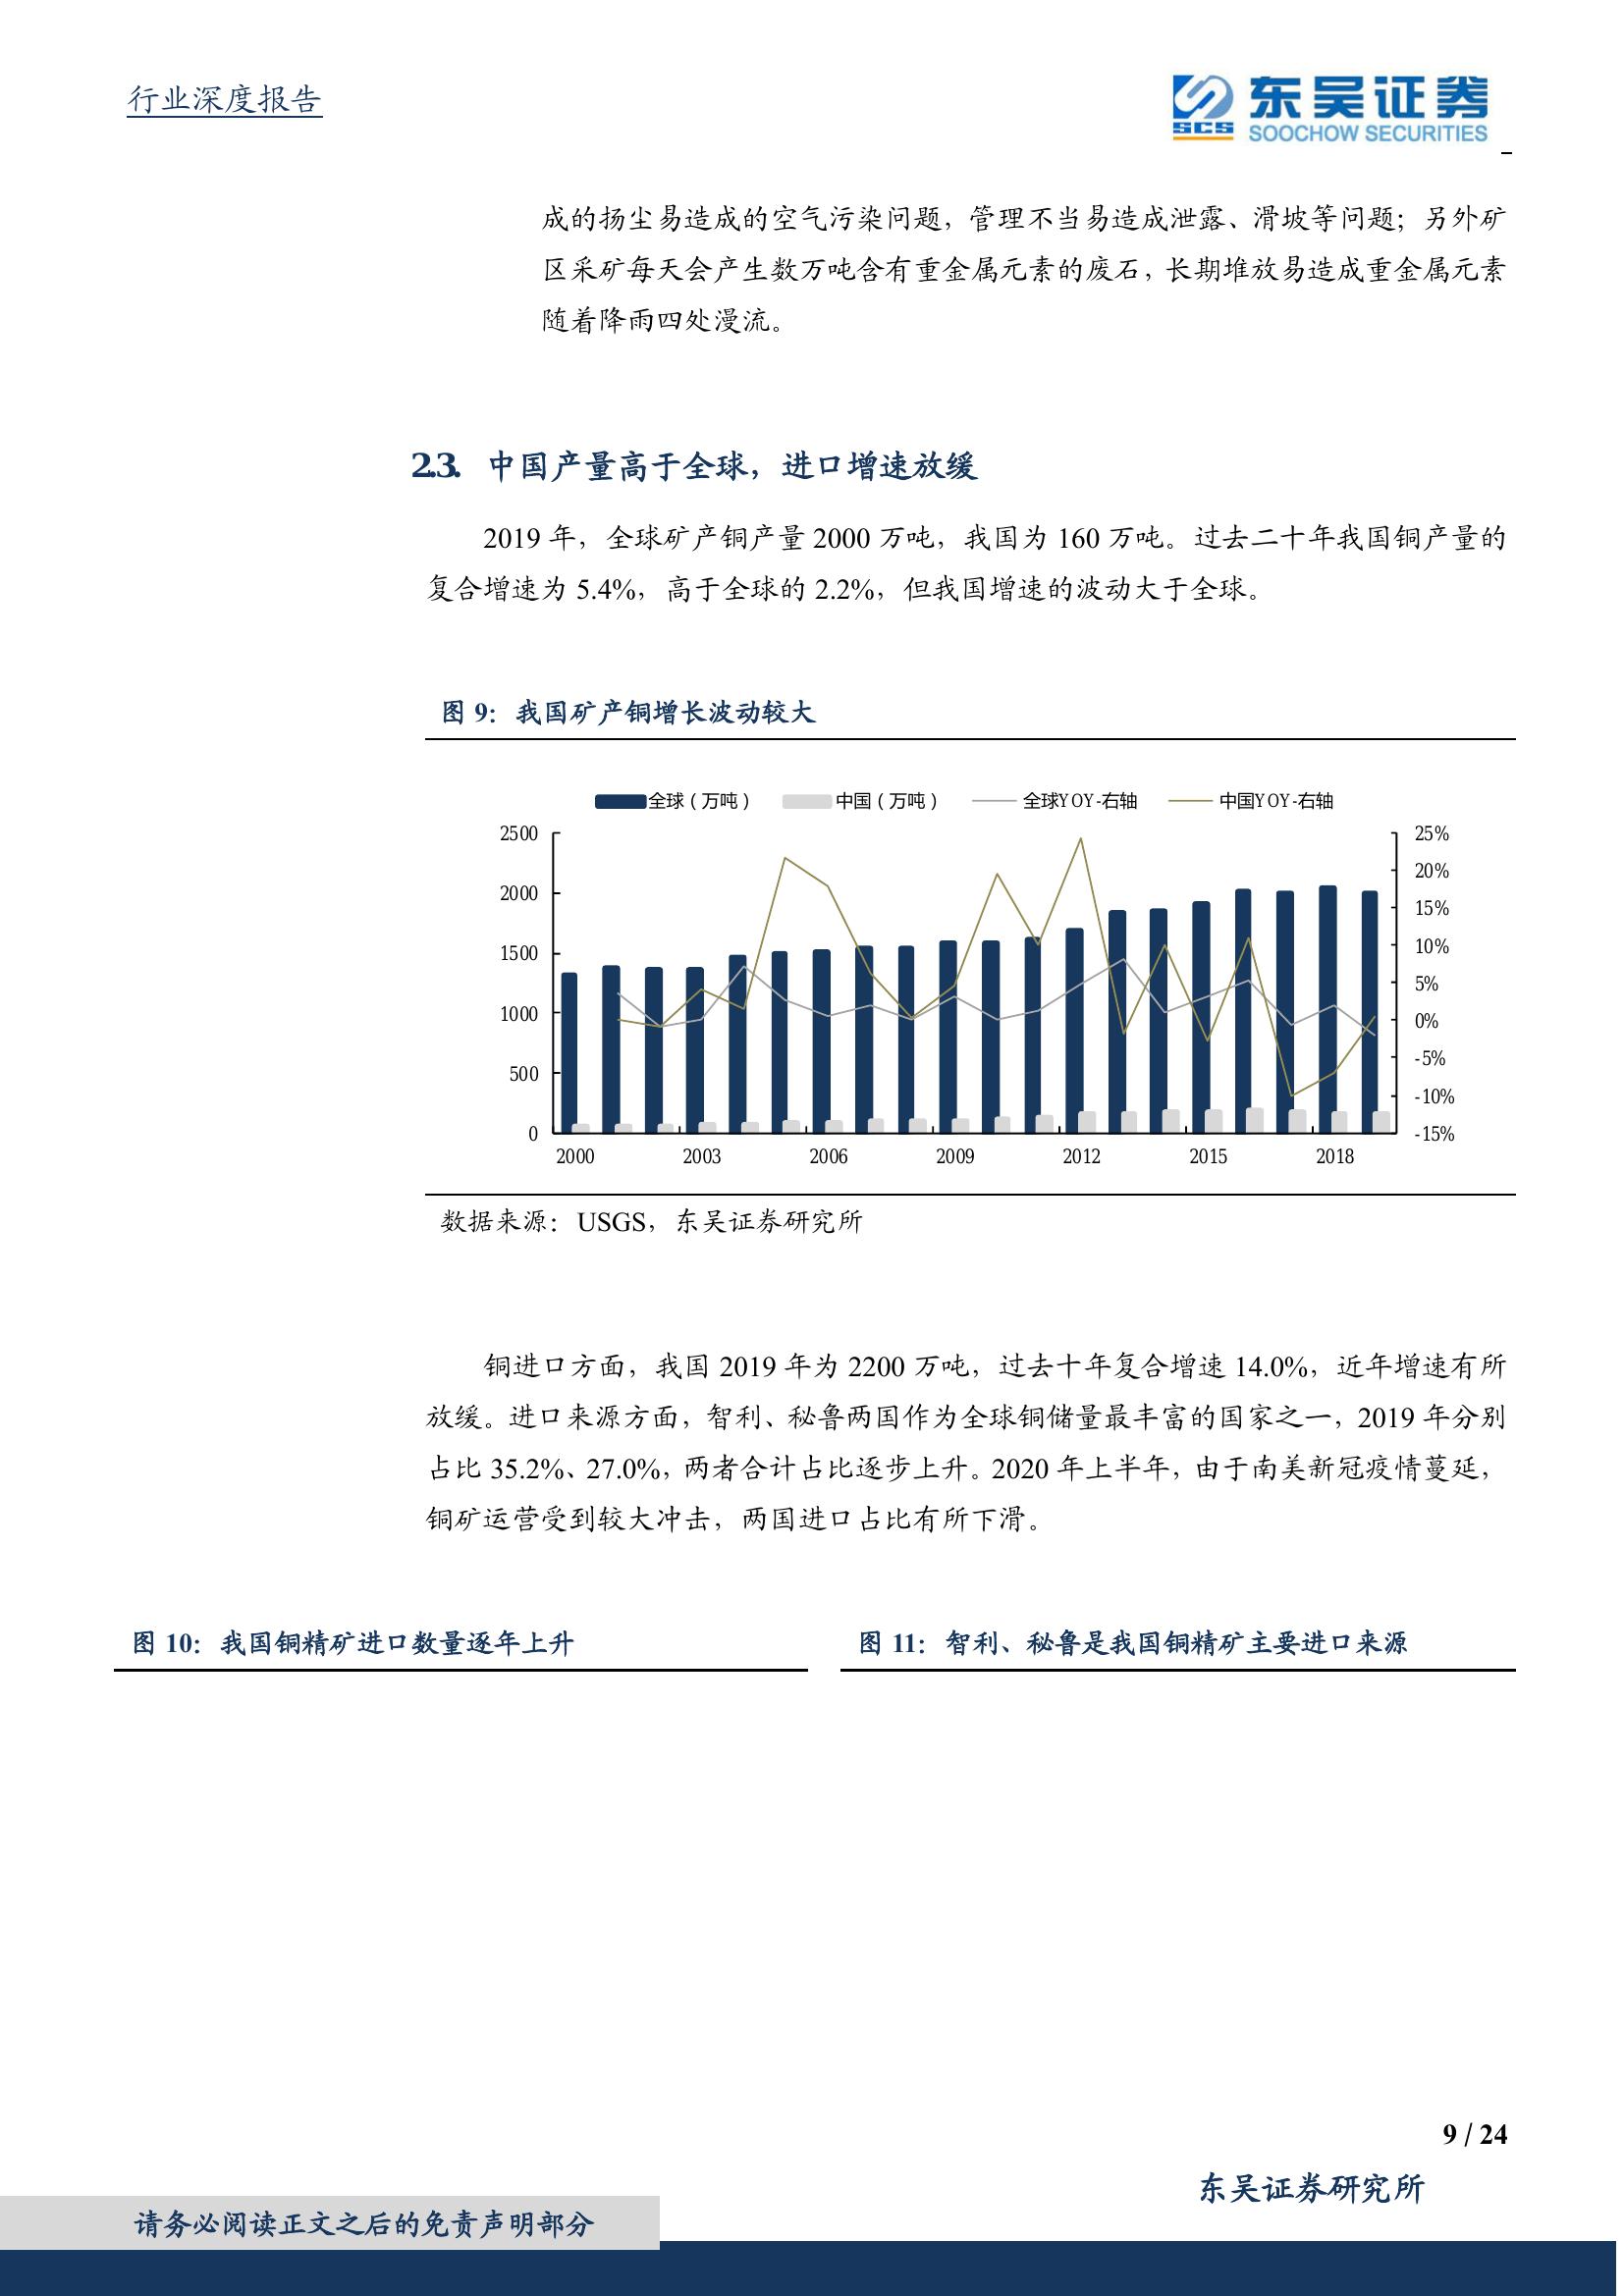 行业深度报告
SCS
东吴证券
SOOCHOW SECURITIES
成的扬尘易造成的空气污染问题，管理不当易造成泄露、滑坡等问题；另外矿
区采矿每天会产生数万吨含有重金属元素的废石，长期堆放易造成重金属元素
随着降雨四处漫流。
2.3. 中国产量高于全球，进口增速放缓
2019 年，全球矿产铜产量 2000 万吨，我国为 160 万吨。过去二十年我国铜产量的
复合增速为 5.4%，高于全球的 2.2%，但我国增速的波动大于全球。
图 9：我国矿产铜增长波动较大
全球（万吨） 中国（万吨） 全球YOY-右轴 中国YOY-右轴
2500 25%
20%
2000
15%
1500 10%
5%
1000 0%
500 -5%
-10%
0 -15%
2000 2003 2006 2009 2012 2015 2018
数据来源：USGS，东吴证券研究所
铜进口方面，我国 2019 年为 2200 万吨，过去十年复合增速 14.0%，近年增速有所
放缓。进口来源方面，智利、秘鲁两国作为全球铜储量最丰富的国家之一，2019 年分别
占比 35.2%、27.0%，两者合计占比逐步上升。2020 年上半年，由于南美新冠疫情蔓延，
铜矿运营受到较大冲击，两国进口占比有所下滑。
图 10：我国铜精矿进口数量逐年上升
图 11：智利、秘鲁是我国铜精矿主要进口来源
9 / 24
东吴证券研究所
请务必阅读正文之后的免责声明部分